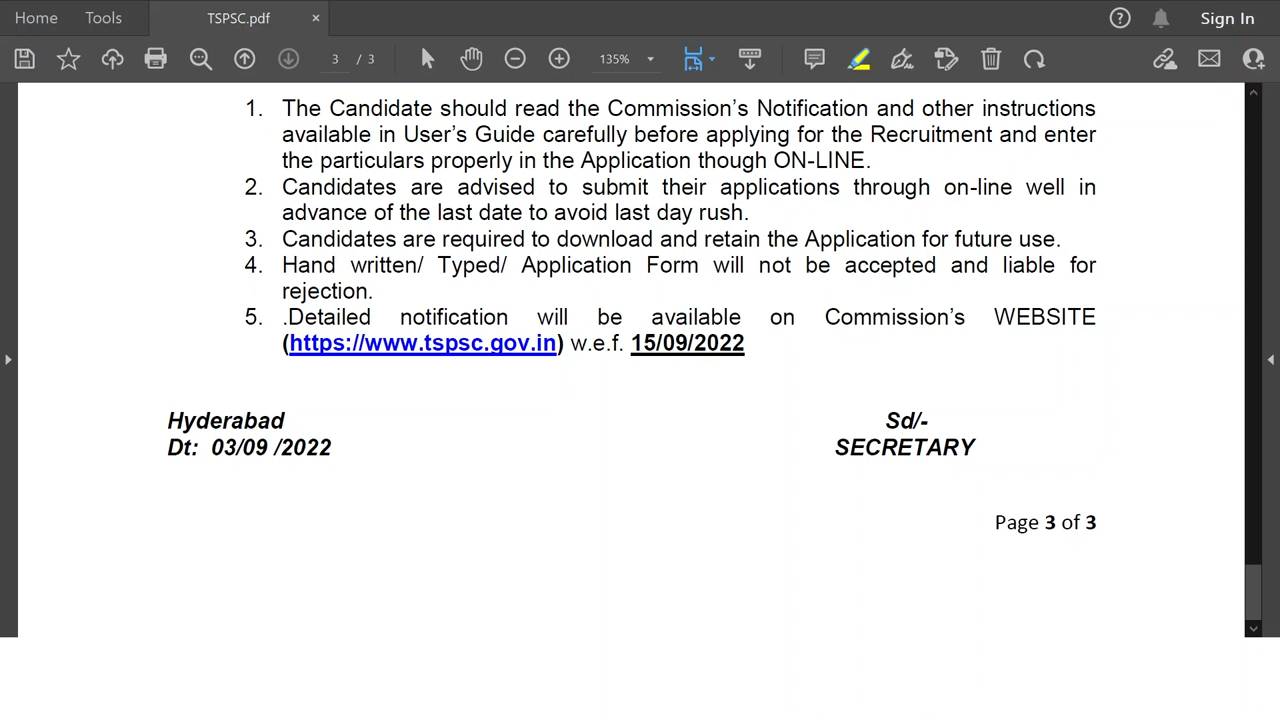 Home Tools TSPSC.pdf × Sign In
3 / 3 135%
1. The Candidate should read the Commission's Notification and other instructions
available in User's Guide carefully before applying for the Recruitment and enter
the particulars properly in the Application though ON-LINE.
2. Candidates are advised to submit their applications through on-line well in
advance of the last date to avoid last day rush.
3. Candidates are required to download and retain the Application for future use.
4. Hand written/ Typed/ Application Form will not be accepted and liable for
rejection.
5. .Detailed notification will be available on Commission's WEBSITE
(https://www.tspsc.gov.in) w.e.f. 15/09/2022
Hyderabad Sd/-
Dt: 03/09 /2022 SECRETARY
Page 3 of 3